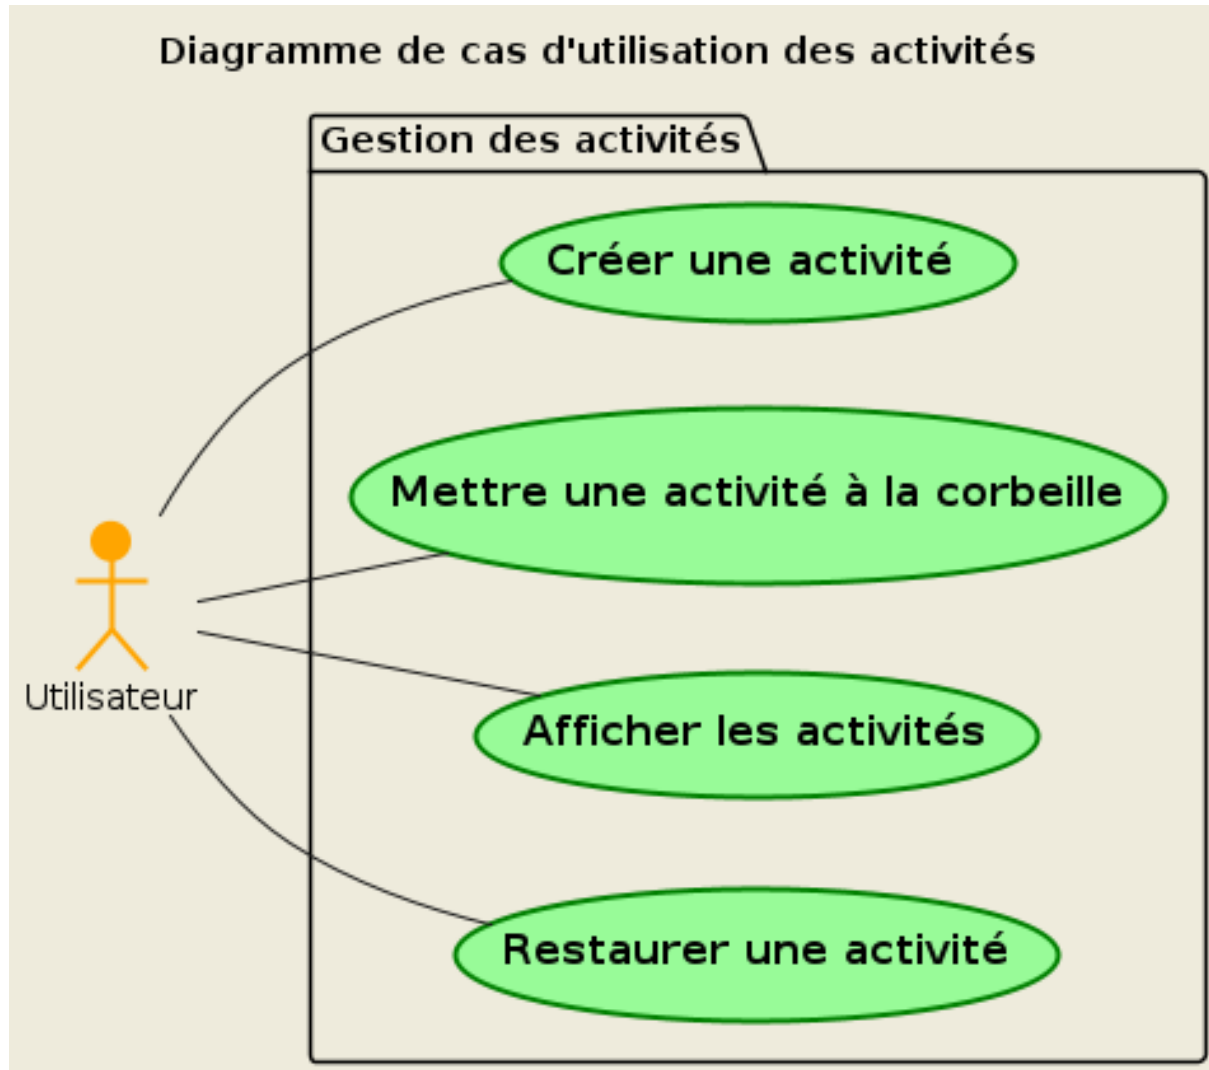 Diagramme de cas d'utilisation des activités
Gestion des activités
Créer une activité
Mettre une activité à la corbeille
Utilisateur
Afficher les activités
Restaurer une activité